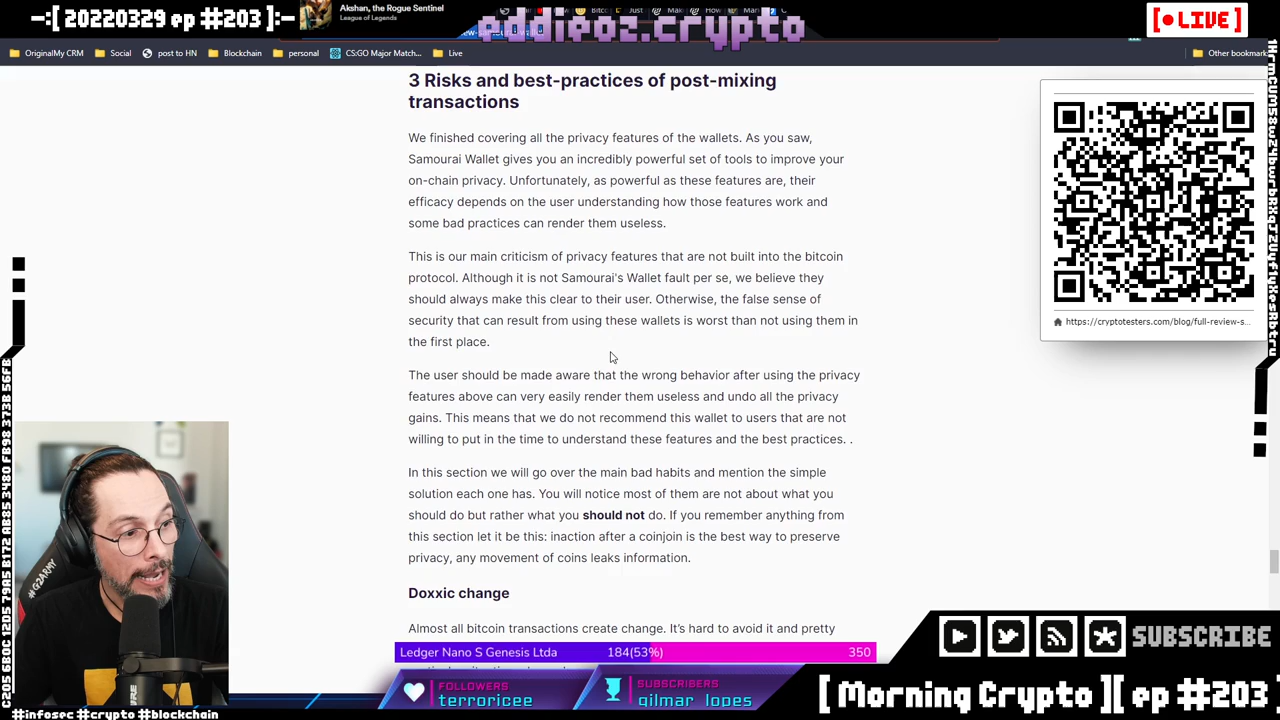 -:[ 20220329 ep #203 ]:-
Akshan, the Rogue Sentinel
League of Legends
eddieoz.crypto
[●LIVE]
OriginalMy CRM
Social
post to HN
Blockchain
personal
CS:GO Major Match...
Live
Other bookmark
3 Risks and best-practices of post-mixing
transactions
We finished covering all the privacy features of the wallets. As you saw,
Samourai Wallet gives you an incredibly powerful set of tools to improve your
on-chain privacy. Unfortunately, as powerful as these features are, their
efficacy depends on the user understanding how those features work and
some bad practices can render them useless.
This is our main criticism of privacy features that are not built into the bitcoin
protocol. Although it is not Samourai's Wallet fault per se, we believe they
should always make this clear to their user. Otherwise, the false sense of
security that can result from using these wallets is worst than not using them in
the first place.
The user should be made aware that the wrong behavior after using the privacy
features above can very easily render them useless and undo all the privacy
gains. This means that we do not recommend this wallet to users that are not
willing to put in the time to understand these features and the best practices. .
In this section we will go over the main bad habits and mention the simple
solution each one has. You will notice most of them are not about what you
should do but rather what you should not do. If you remember anything from
this section let it be this: inaction after a coinjoin is the best way to preserve
privacy, any movement of coins leaks information.
Doxxic change
Almost all bitcoin transactions create change. It's hard to avoid it and pretty
https://cryptotesters.com/blog/full-review-s...
#G2ARMY
Ledger Nano S Genesis Ltda 184(53%) 350
FOLLOWERS
terroricee
SUBSCRIBERS
gilmar_lopes
SUBSCRIBE
[Morning Crypto][ep #203]
#infosec #crypto #blockchain